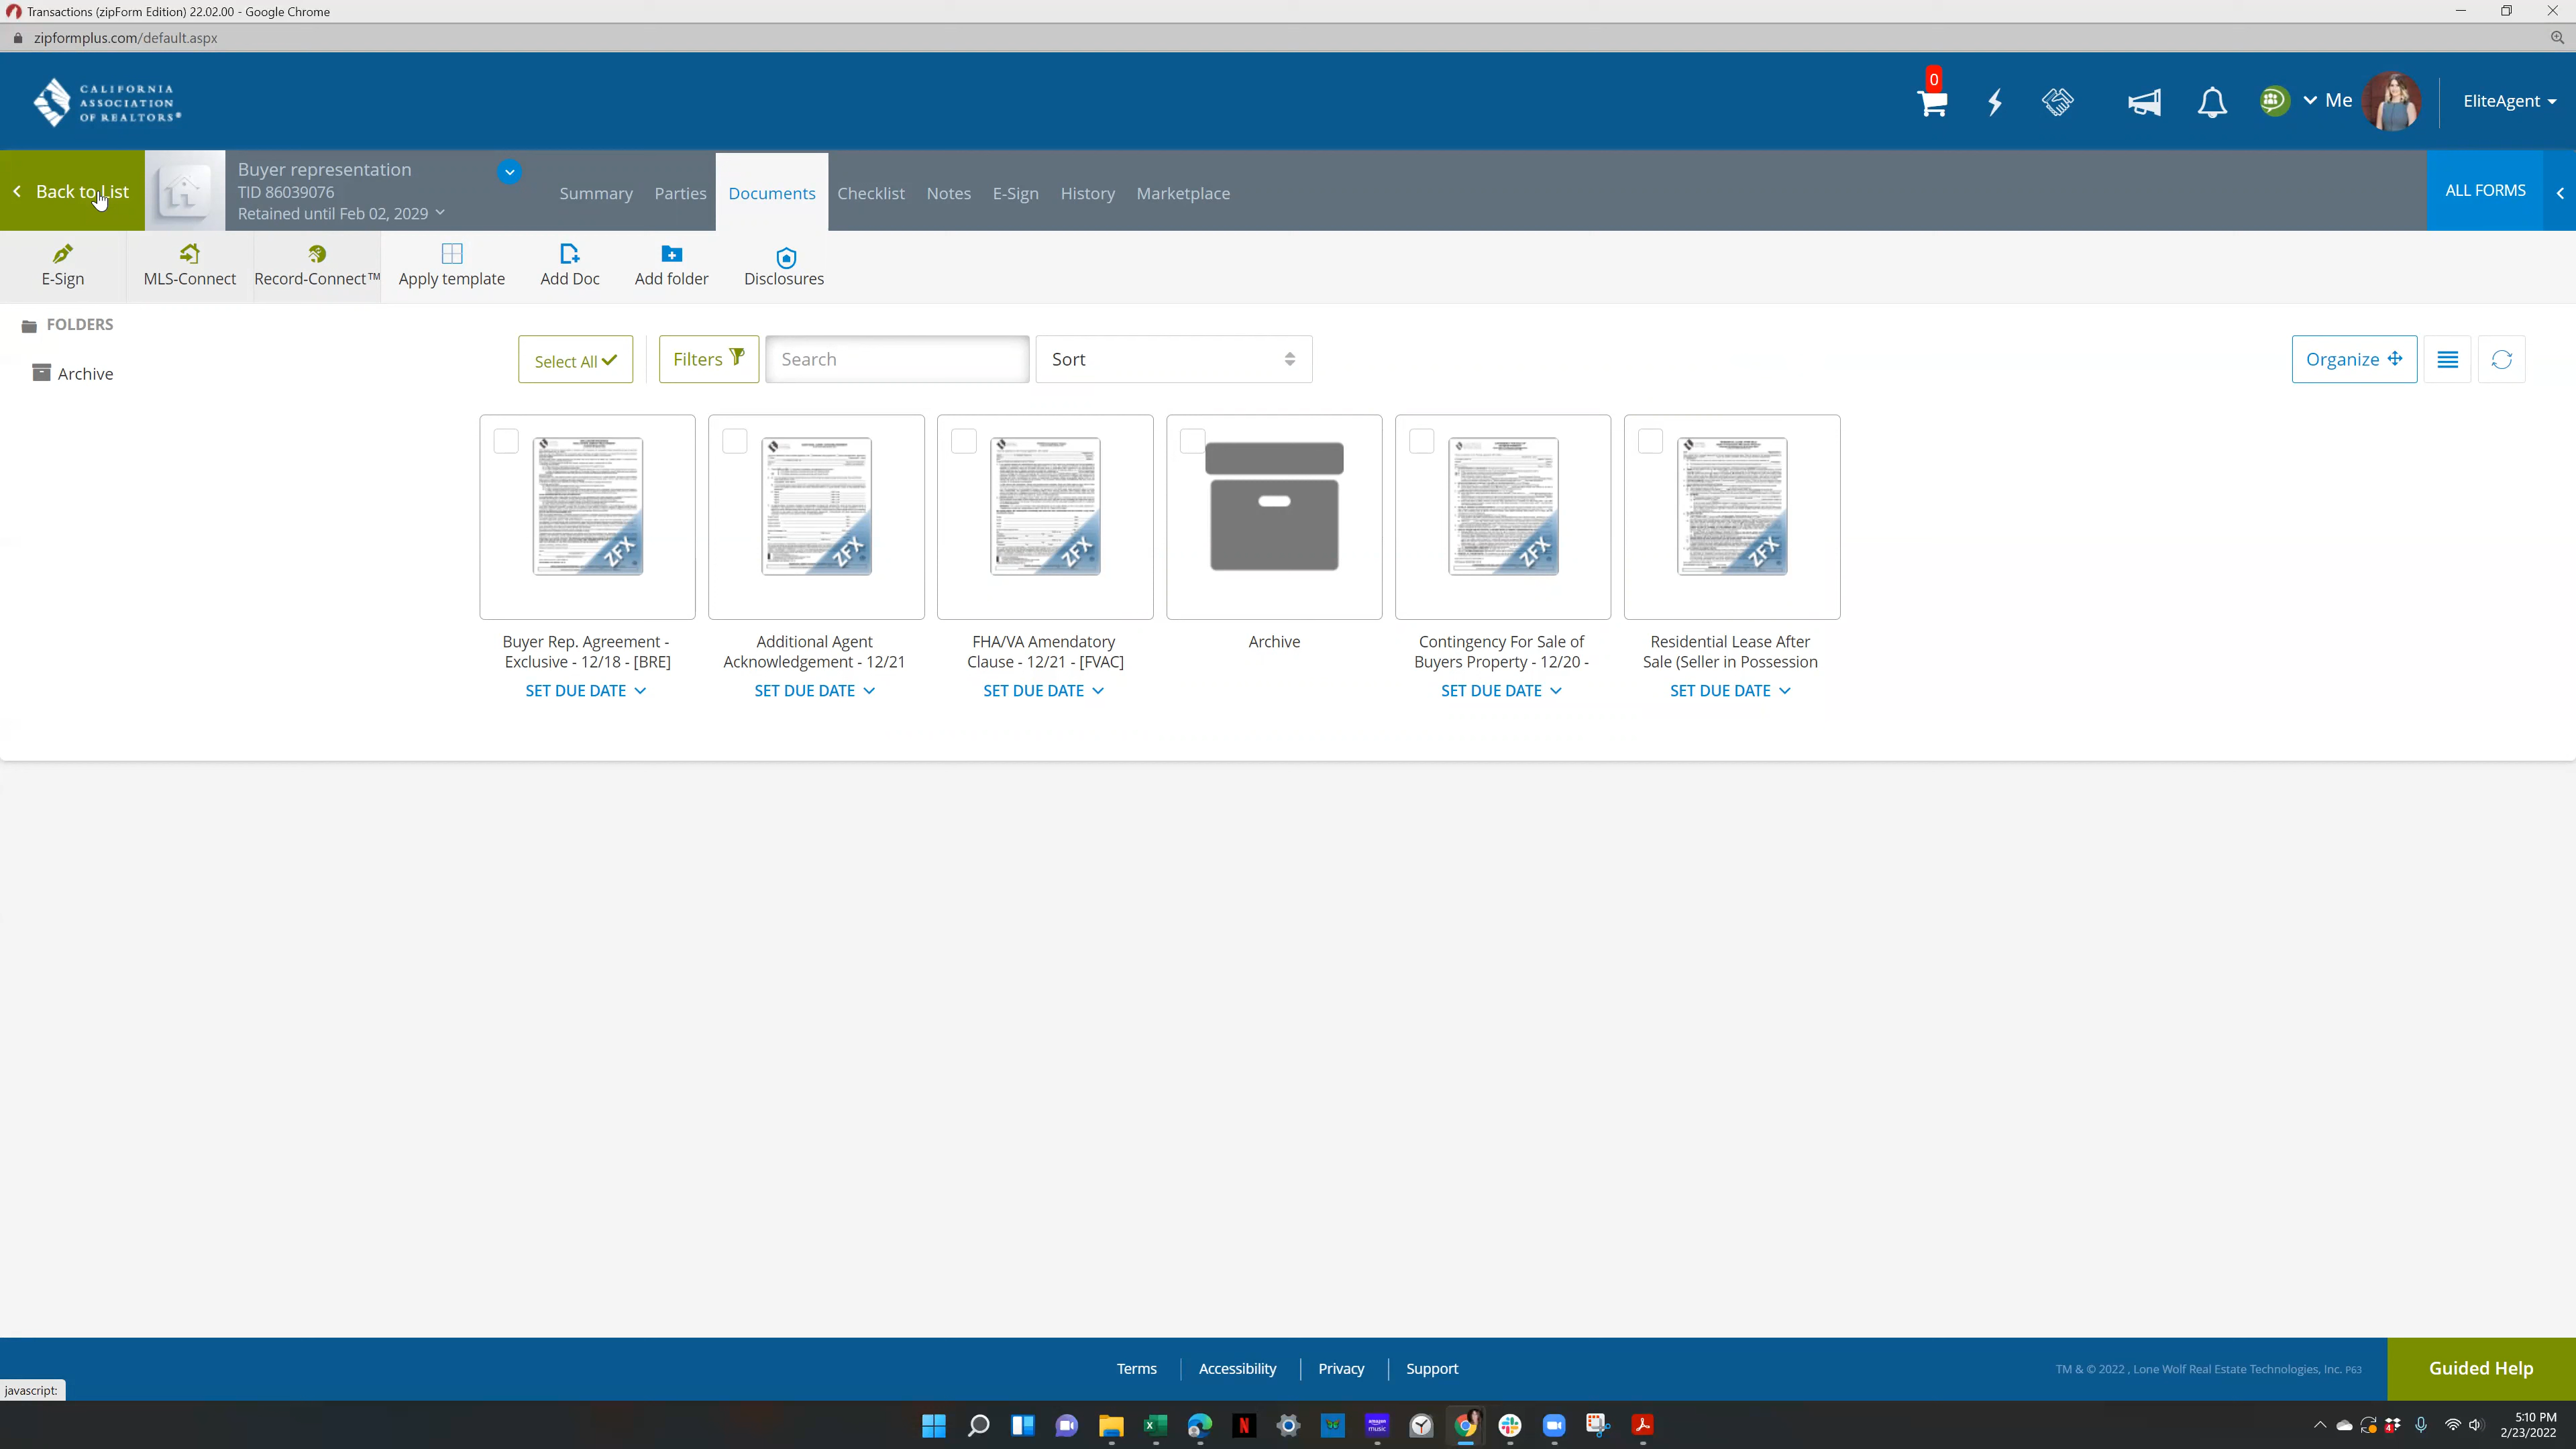 Transactions (zipForm Edition) 22.02.00 - Google Chrome
zipformplus.com/default.aspx
CALIFORNIA
ASSOCIATION
OF REALTORS®
0
Me
EliteAgent
Back to List
Buyer representation
TID 86039076
Retained until Feb 02, 2029
Summary
Parties
Documents
Checklist
Notes
E-Sign
History
Marketplace
ALL FORMS
E-Sign
MLS-Connect
Record-Connect™
Apply template
Add Doc
Add folder
Disclosures
FOLDERS
Archive
Select All
Filters
Search
Sort
Organize
ZFX
ZFX
ZFX
ZFX
ZFX
Buyer Rep. Agreement -
Exclusive - 12/18 - [BRE]
SET DUE DATE
Additional Agent
Acknowledgement - 12/21
SET DUE DATE
FHA/VA Amendatory
Clause - 12/21 - [FVAC]
SET DUE DATE
Archive
Contingency For Sale of
Buyers Property - 12/20 -
SET DUE DATE
Residential Lease After
Sale (Seller in Possession
SET DUE DATE
Terms
Accessibility
Privacy
Support
TM & © 2022 , Lone Wolf Real Estate Technologies, Inc. P63
Guided Help
javascript:
amazon
music
5:10 PM
2/23/2022